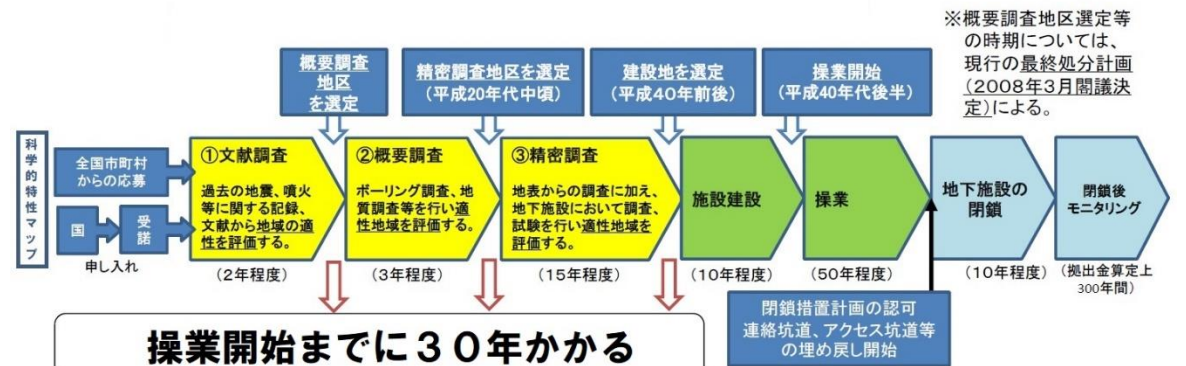 ※概要調査地区選定等
の時期については、
現行の最終処分計画
(2008年3月閣議決
定)による。
概要調査
地区
を選定
精密調査地区を選定
(平成20年代中頃)
建設地を選定
(平成40年前後)
操業開始
(平成40年代後半)
科学的特性マップ
全国市町村
からの応募
国
受諾
申し入れ
①文献調査
過去の地震、噴火
等に関する記録、
文献から地域の適
性を評価する。
(2年程度)
②概要調査
ボーリング調査、地
質調査等を行い適
性地域を評価する。
(3年程度)
③精密調査
地表からの調査に加え、
地下施設において調査、
試験を行い適性地域を
評価する。
(15年程度)
施設建設
(10年程度)
操業
(50年程度)
地下施設の
閉鎖
(10年程度)
閉鎖後
モニタリング
(拠出金算定上
300年間)
閉鎖措置計画の認可
連絡坑道、アクセス坑道等
の埋め戻し開始
操業開始までに30年かかる